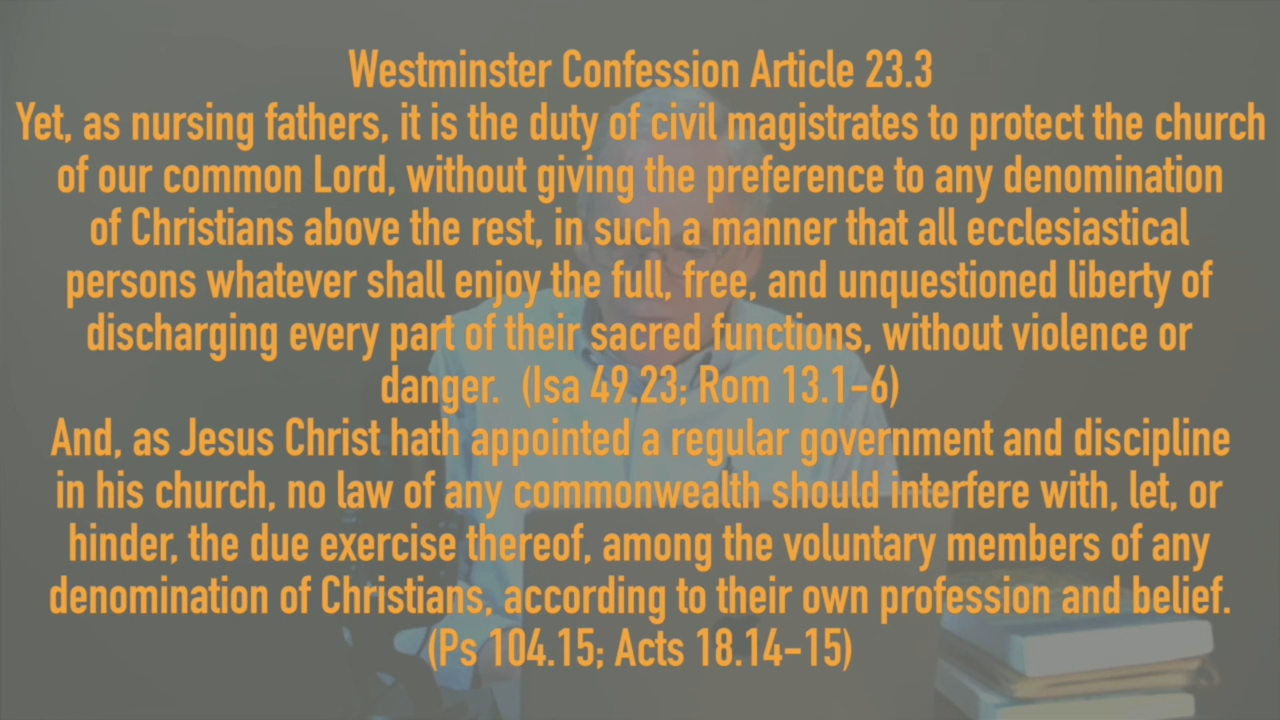 Westminster Confession Article 23.3
Yet, as nursing fathers, it is the duty of civil magistrates to protect the church
of our common Lord, without giving the preference to any denomination
of Christians above the rest, in such a manner that all ecclesiastical
persons whatever shall enjoy the full, free, and unquestioned liberty of
discharging every part of their sacred functions, without violence or
danger.  (Isa 49.23; Rom 13.1-6)
And, as Jesus Christ hath appointed a regular government and discipline
in his church, no law of any commonwealth should interfere with, let, or
hinder, the due exercise thereof, among the voluntary members of any
denomination of Christians, according to their own profession and belief.
(Ps 104.15; Acts 18.14-15)